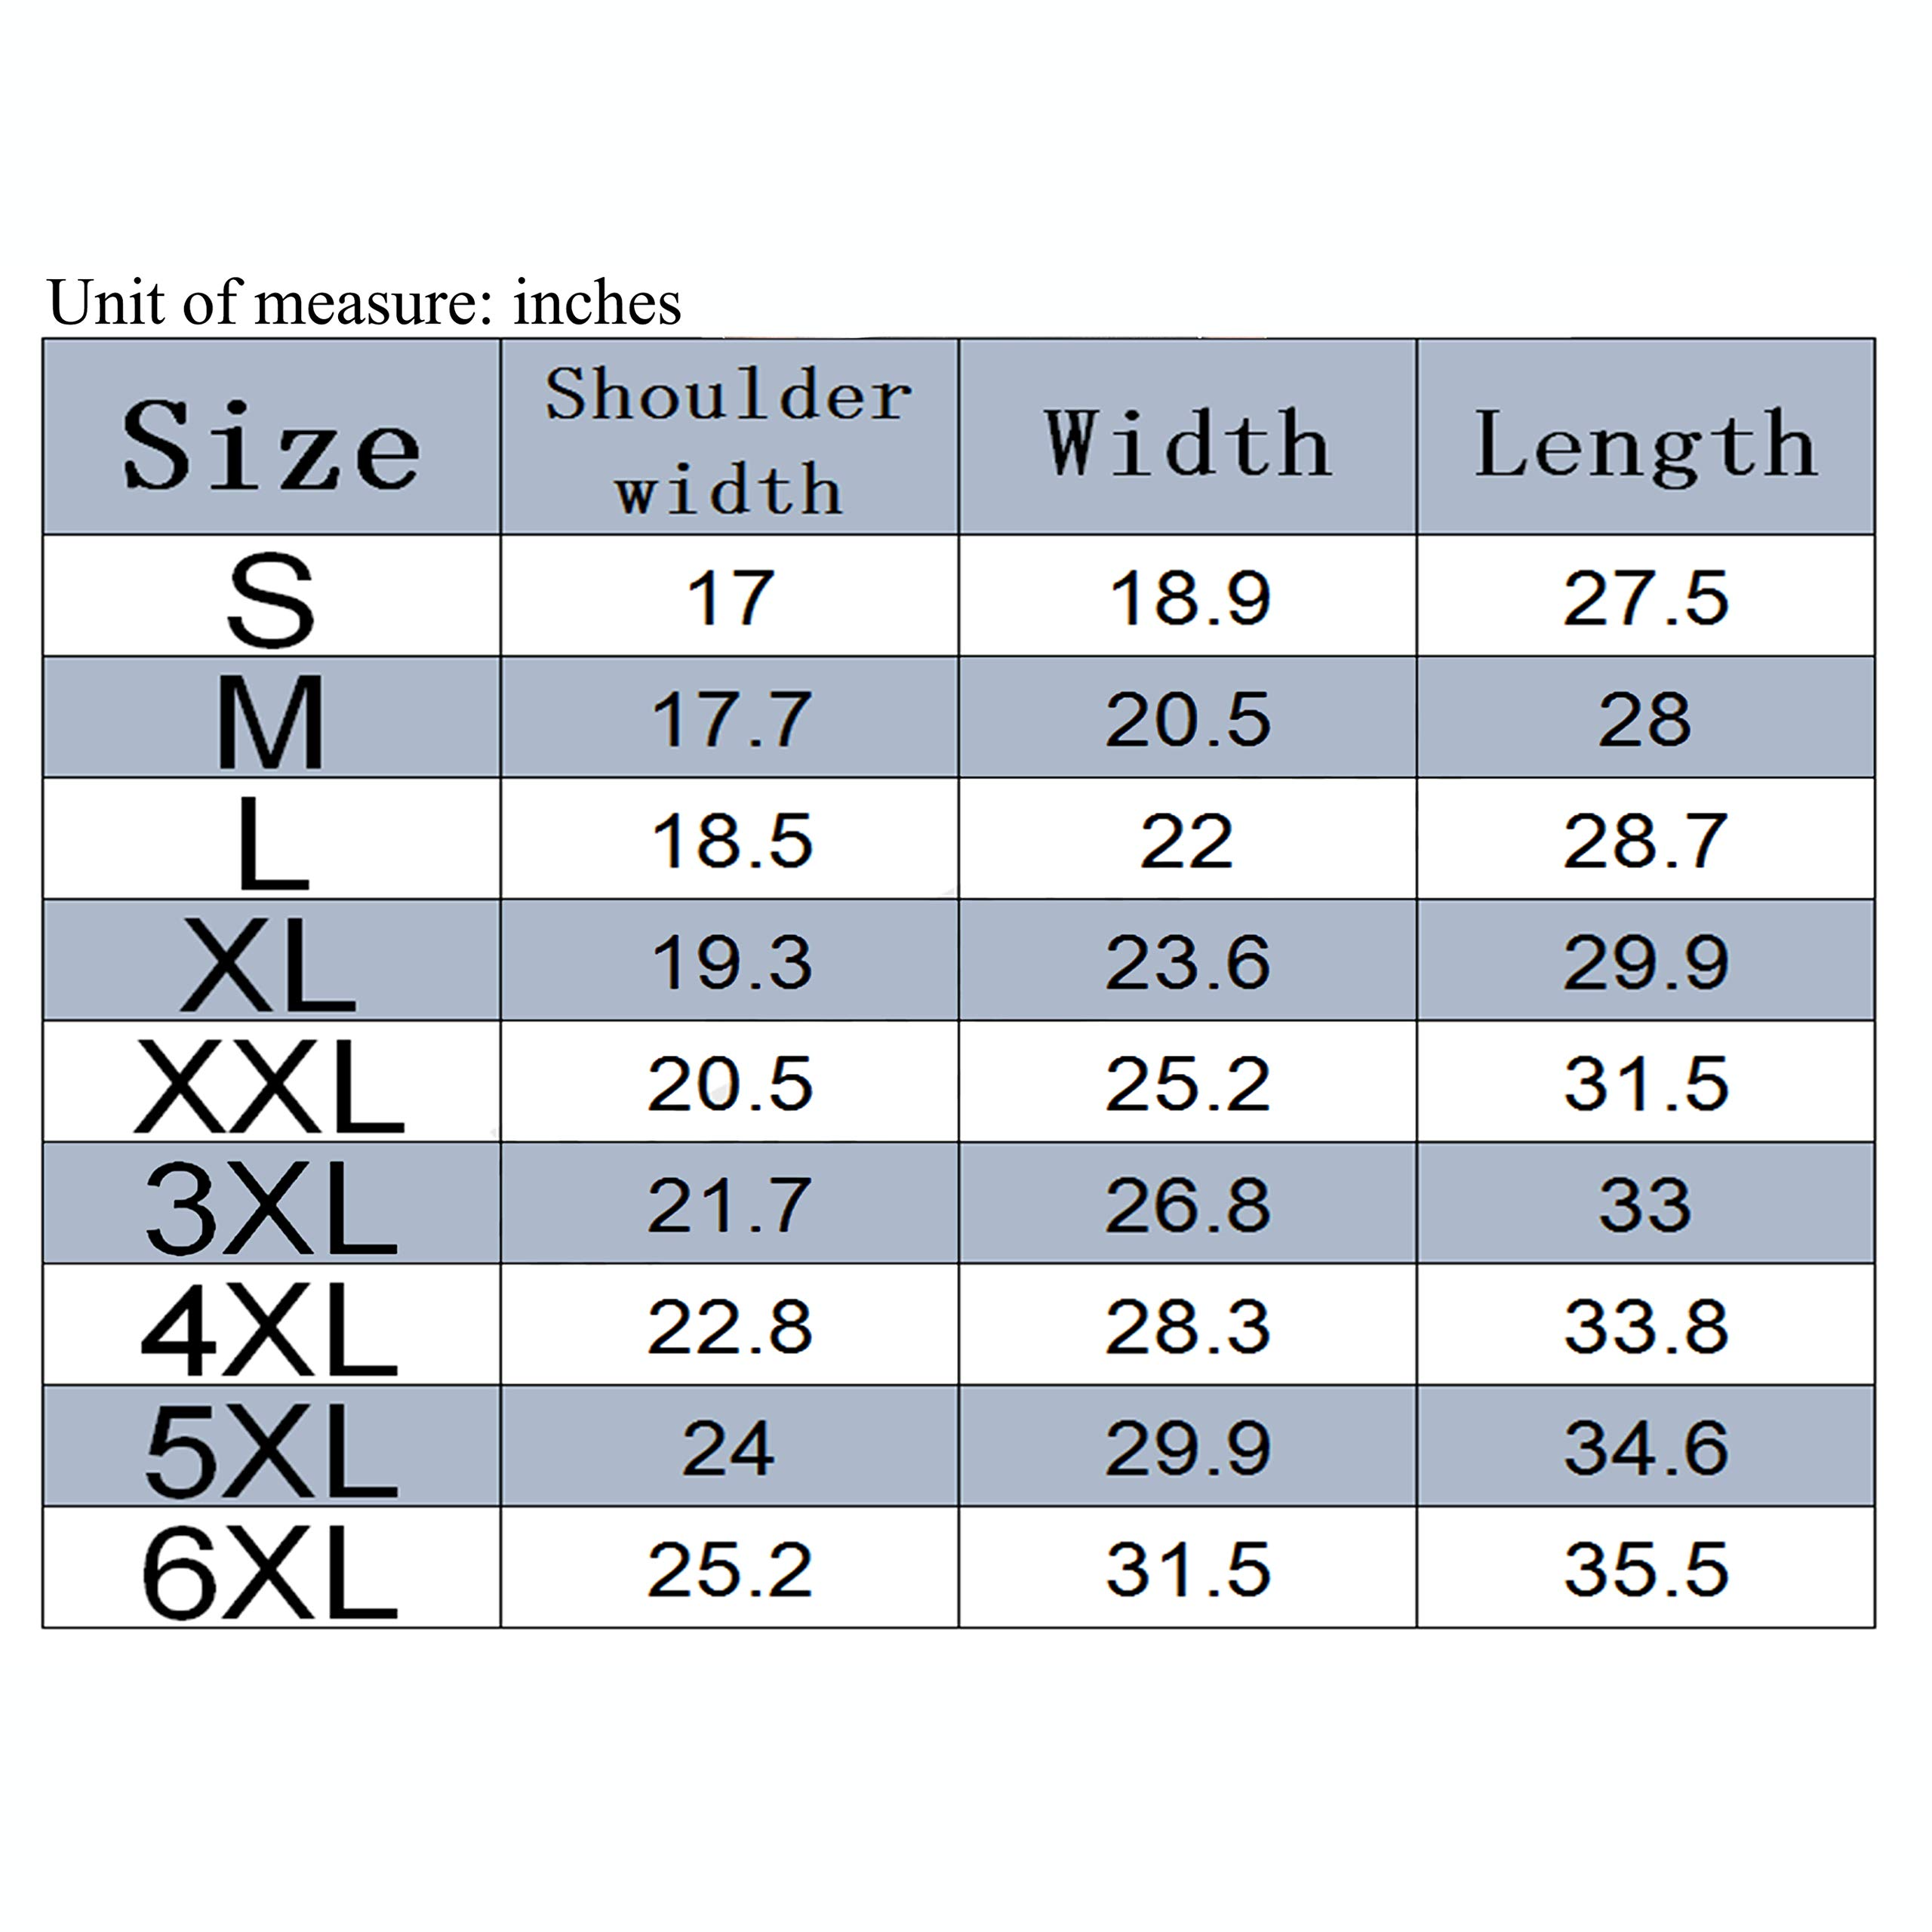 Unit of measure: inches
Size Shoulder width Width Length
S 17 18.9 27.5
M 17.7 20.5 28
L 18.5 22 28.7
XL 19.3 23.6 29.9
XXL 20.5 25.2 31.5
3XL 21.7 26.8 33
4XL 22.8 28.3 33.8
5XL 24 29.9 34.6
6XL 25.2 31.5 35.5